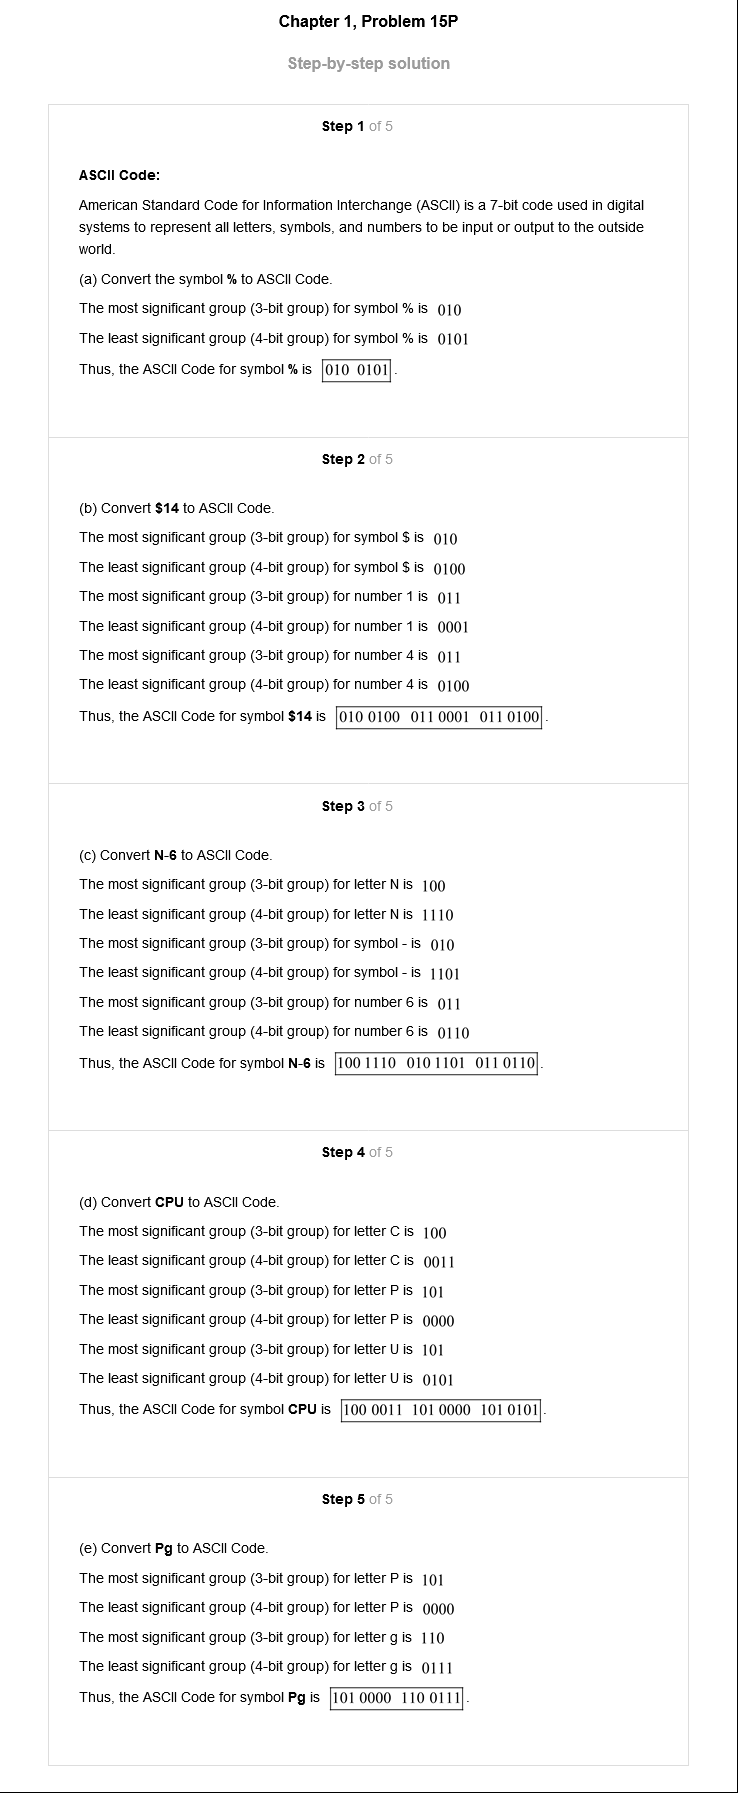 Chapter 1, Problem 15P
Step-by-step solution
Step 1 of 5
ASCII Code:
American Standard Code for Information Interchange (ASCII) is a 7-bit code used in digital
systems to represent all letters, symbols, and numbers to be input or output to the outside
world.
(a) Convert the symbol % to ASCII Code.
The most significant group (3-bit group) for symbol % is 010
The least significant group (4-bit group) for symbol % is 0101
Thus, the ASCII Code for symbol % is 010 0101.
Step 2 of 5
(b) Convert $14 to ASCII Code.
The most significant group (3-bit group) for symbol $ is 010
The least significant group (4-bit group) for symbol $ is 0100
The most significant group (3-bit group) for number 1 is 011
The least significant group (4-bit group) for number 1 is 0001
The most significant group (3-bit group) for number 4 is 011
The least significant group (4-bit group) for number 4 is 0100
Thus, the ASCII Code for symbol $14 is 010 0100 011 0001 011 0100.
Step 3 of 5
(c) Convert N-6 to ASCII Code.
The most significant group (3-bit group) for letter N is 100
The least significant group (4-bit group) for letter N is 1110
The most significant group (3-bit group) for symbol - is 010
The least significant group (4-bit group) for symbol - is 1101
The most significant group (3-bit group) for number 6 is 011
The least significant group (4-bit group) for number 6 is 0110
Thus, the ASCII Code for symbol N-6 is 100 1110 010 1101 011 0110.
Step 4 of 5
(d) Convert CPU to ASCII Code.
The most significant group (3-bit group) for letter C is 100
The least significant group (4-bit group) for letter C is 0011
The most significant group (3-bit group) for letter P is 101
The least significant group (4-bit group) for letter P is 0000
The most significant group (3-bit group) for letter U is 101
The least significant group (4-bit group) for letter U is 0101
Thus, the ASCII Code for symbol CPU is 100 0011 101 0000 101 0101.
Step 5 of 5
(e) Convert Pg to ASCII Code.
The most significant group (3-bit group) for letter P is 101
The least significant group (4-bit group) for letter P is 0000
The most significant group (3-bit group) for letter g is 110
The least significant group (4-bit group) for letter g is 0111
Thus, the ASCII Code for symbol Pg is 101 0000 110 0111.